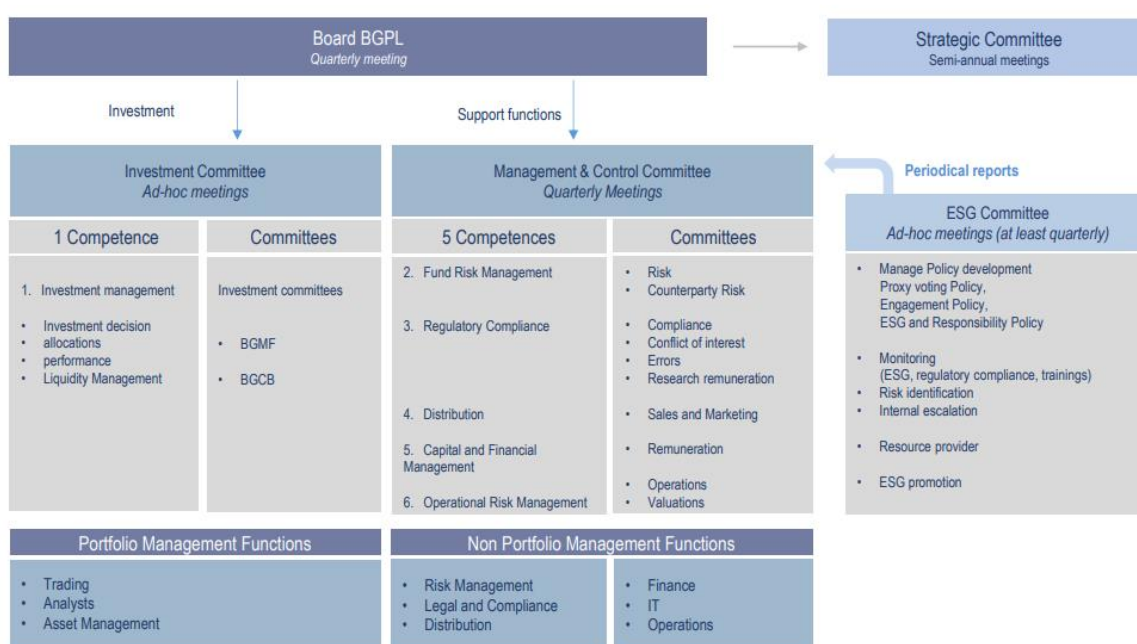 Board BGPL
Quarterly meeting
Strategic Committee
Semi-annual meetings
Investment
Support functions
Investment Committee
Ad-hoc meetings
Management & Control Committee
Quarterly Meetings
Periodical reports
ESG Committee
Ad-hoc meetings (at least quarterly)
1 Competence
Committees
5 Competences
Committees
1. Investment management
• Investment decision
• allocations
• performance
• Liquidity Management
Investment committees
• BGMF
• BGCB
2. Fund Risk Management
3. Regulatory Compliance
4. Distribution
5. Capital and Financial
Management
6. Operational Risk Management
• Risk
• Counterparty Risk
• Compliance
• Conflict of interest
• Errors
• Research remuneration
• Sales and Marketing
• Remuneration
• Operations
• Valuations
• Manage Policy development
Proxy voting Policy,
Engagement Policy,
ESG and Responsibility Policy
• Monitoring
(ESG, regulatory compliance, trainings)
• Risk identification
• Internal escalation
• Resource provider
• ESG promotion
Portfolio Management Functions
• Trading
• Analysts
• Asset Management
Non Portfolio Management Functions
• Risk Management
• Legal and Compliance
• Distribution
• Finance
• IT
• Operations